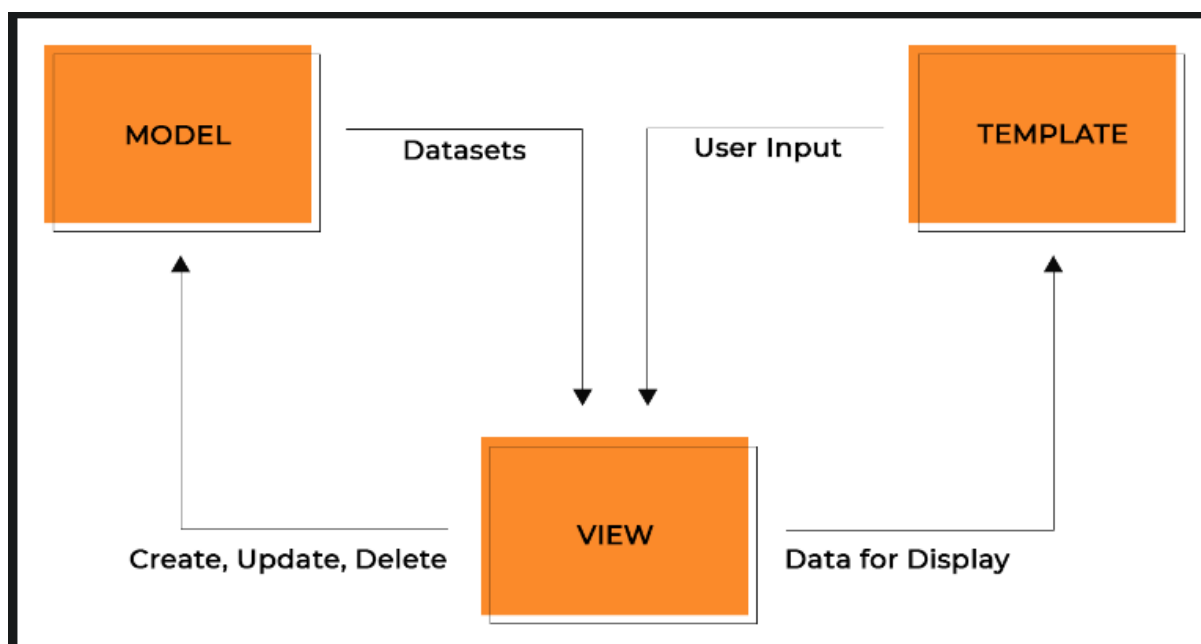 MODEL
TEMPLATE
Datasets
User Input
VIEW
Create, Update, Delete
Data for Display